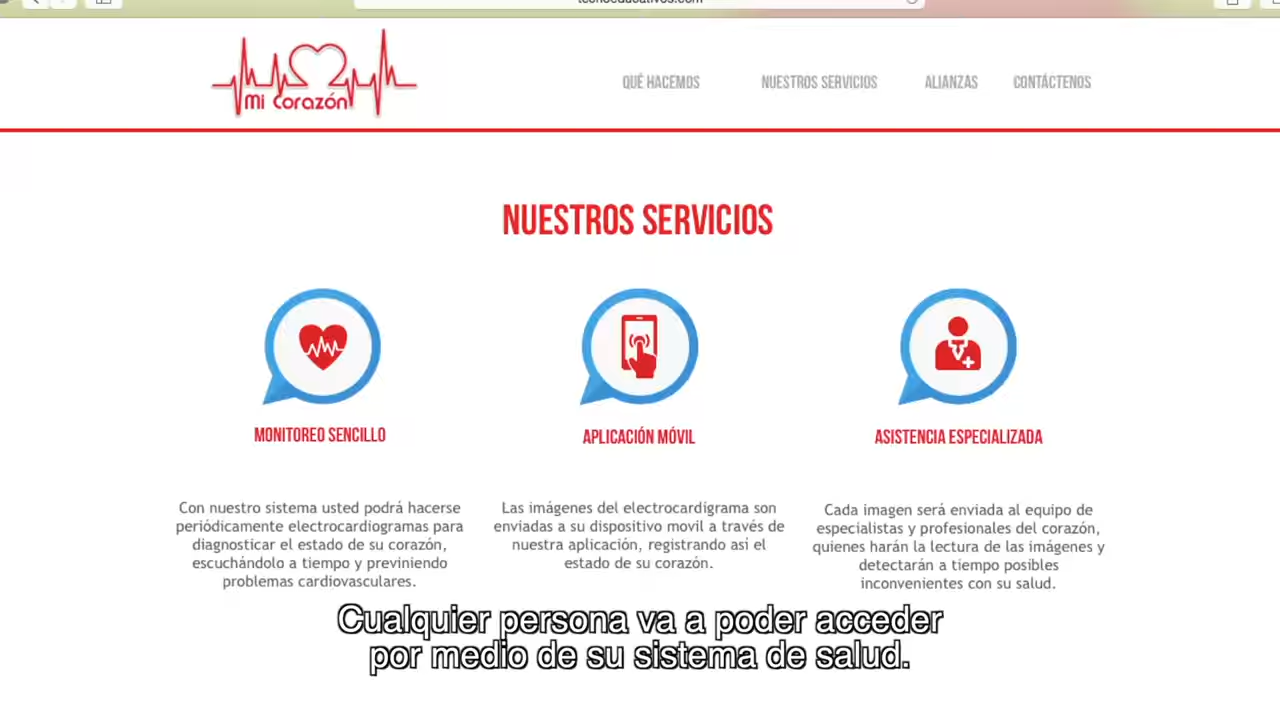 Mi Corazón
QUÉ HACEMOS
NUESTROS SERVICIOS
ALIANZAS
CONTÁCTENOS
NUESTROS SERVICIOS
MONITOREO SENCILLO
Con nuestro sistema usted podrá hacerse
periódicamente electrocardiogramas para
diagnosticar el estado de su corazón,
escuchándolo a tiempo y previniendo
problemas cardiovasculares.
APLICACIÓN MÓVIL
Las imágenes del electrocardigrama son
enviadas a su dispositivo movil a través de
nuestra aplicación, registrando asi el
estado de su corazón.
ASISTENCIA ESPECIALIZADA
Cada imagen será enviada al equipo de
especialistas y profesionales del corazón,
quienes harán la lectura de las imágenes y
detectarán a tiempo posibles
inconvenientes con su salud.
Cualquier persona va a poder acceder
por medio de su sistema de salud.